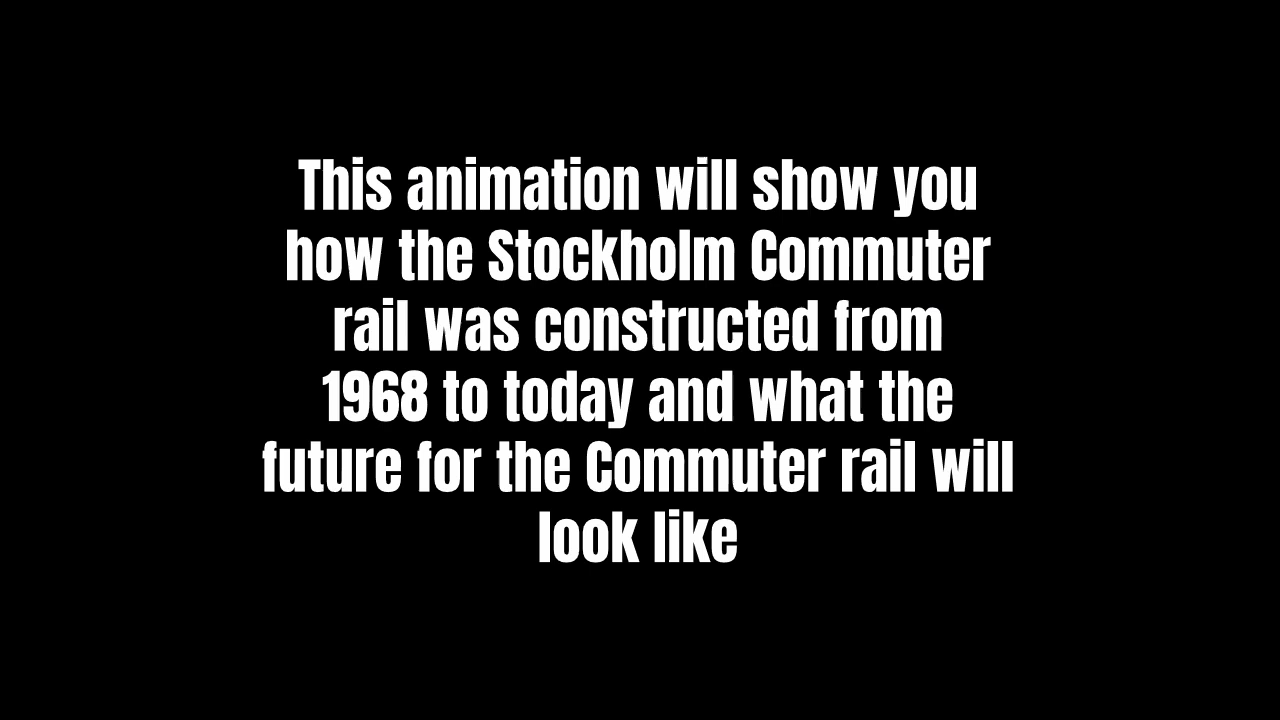 This animation will show you
how the Stockholm Commuter
rail was constructed from
1968 to today and what the
future for the Commuter rail will
look like